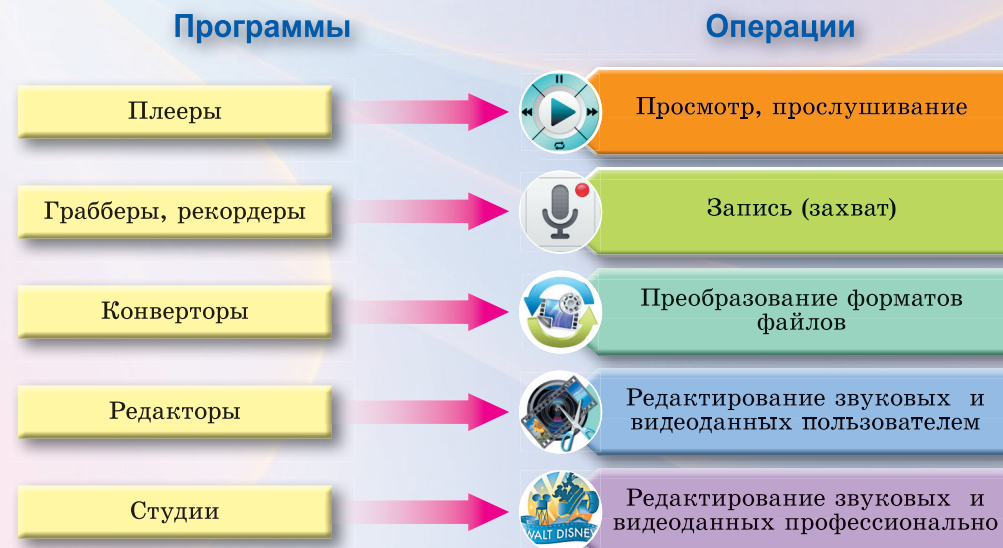 Программы
Операции
Плееры
Просмотр, прослушивание
Грабберы, рекордеры
Запись (захват)
Конверторы
Преобразование форматов
файлов
Редакторы
Редактирование звуковых и
видеоданных пользователем
Студии
WALT DISNEY
Редактирование звуковых и
видеоданных профессионально